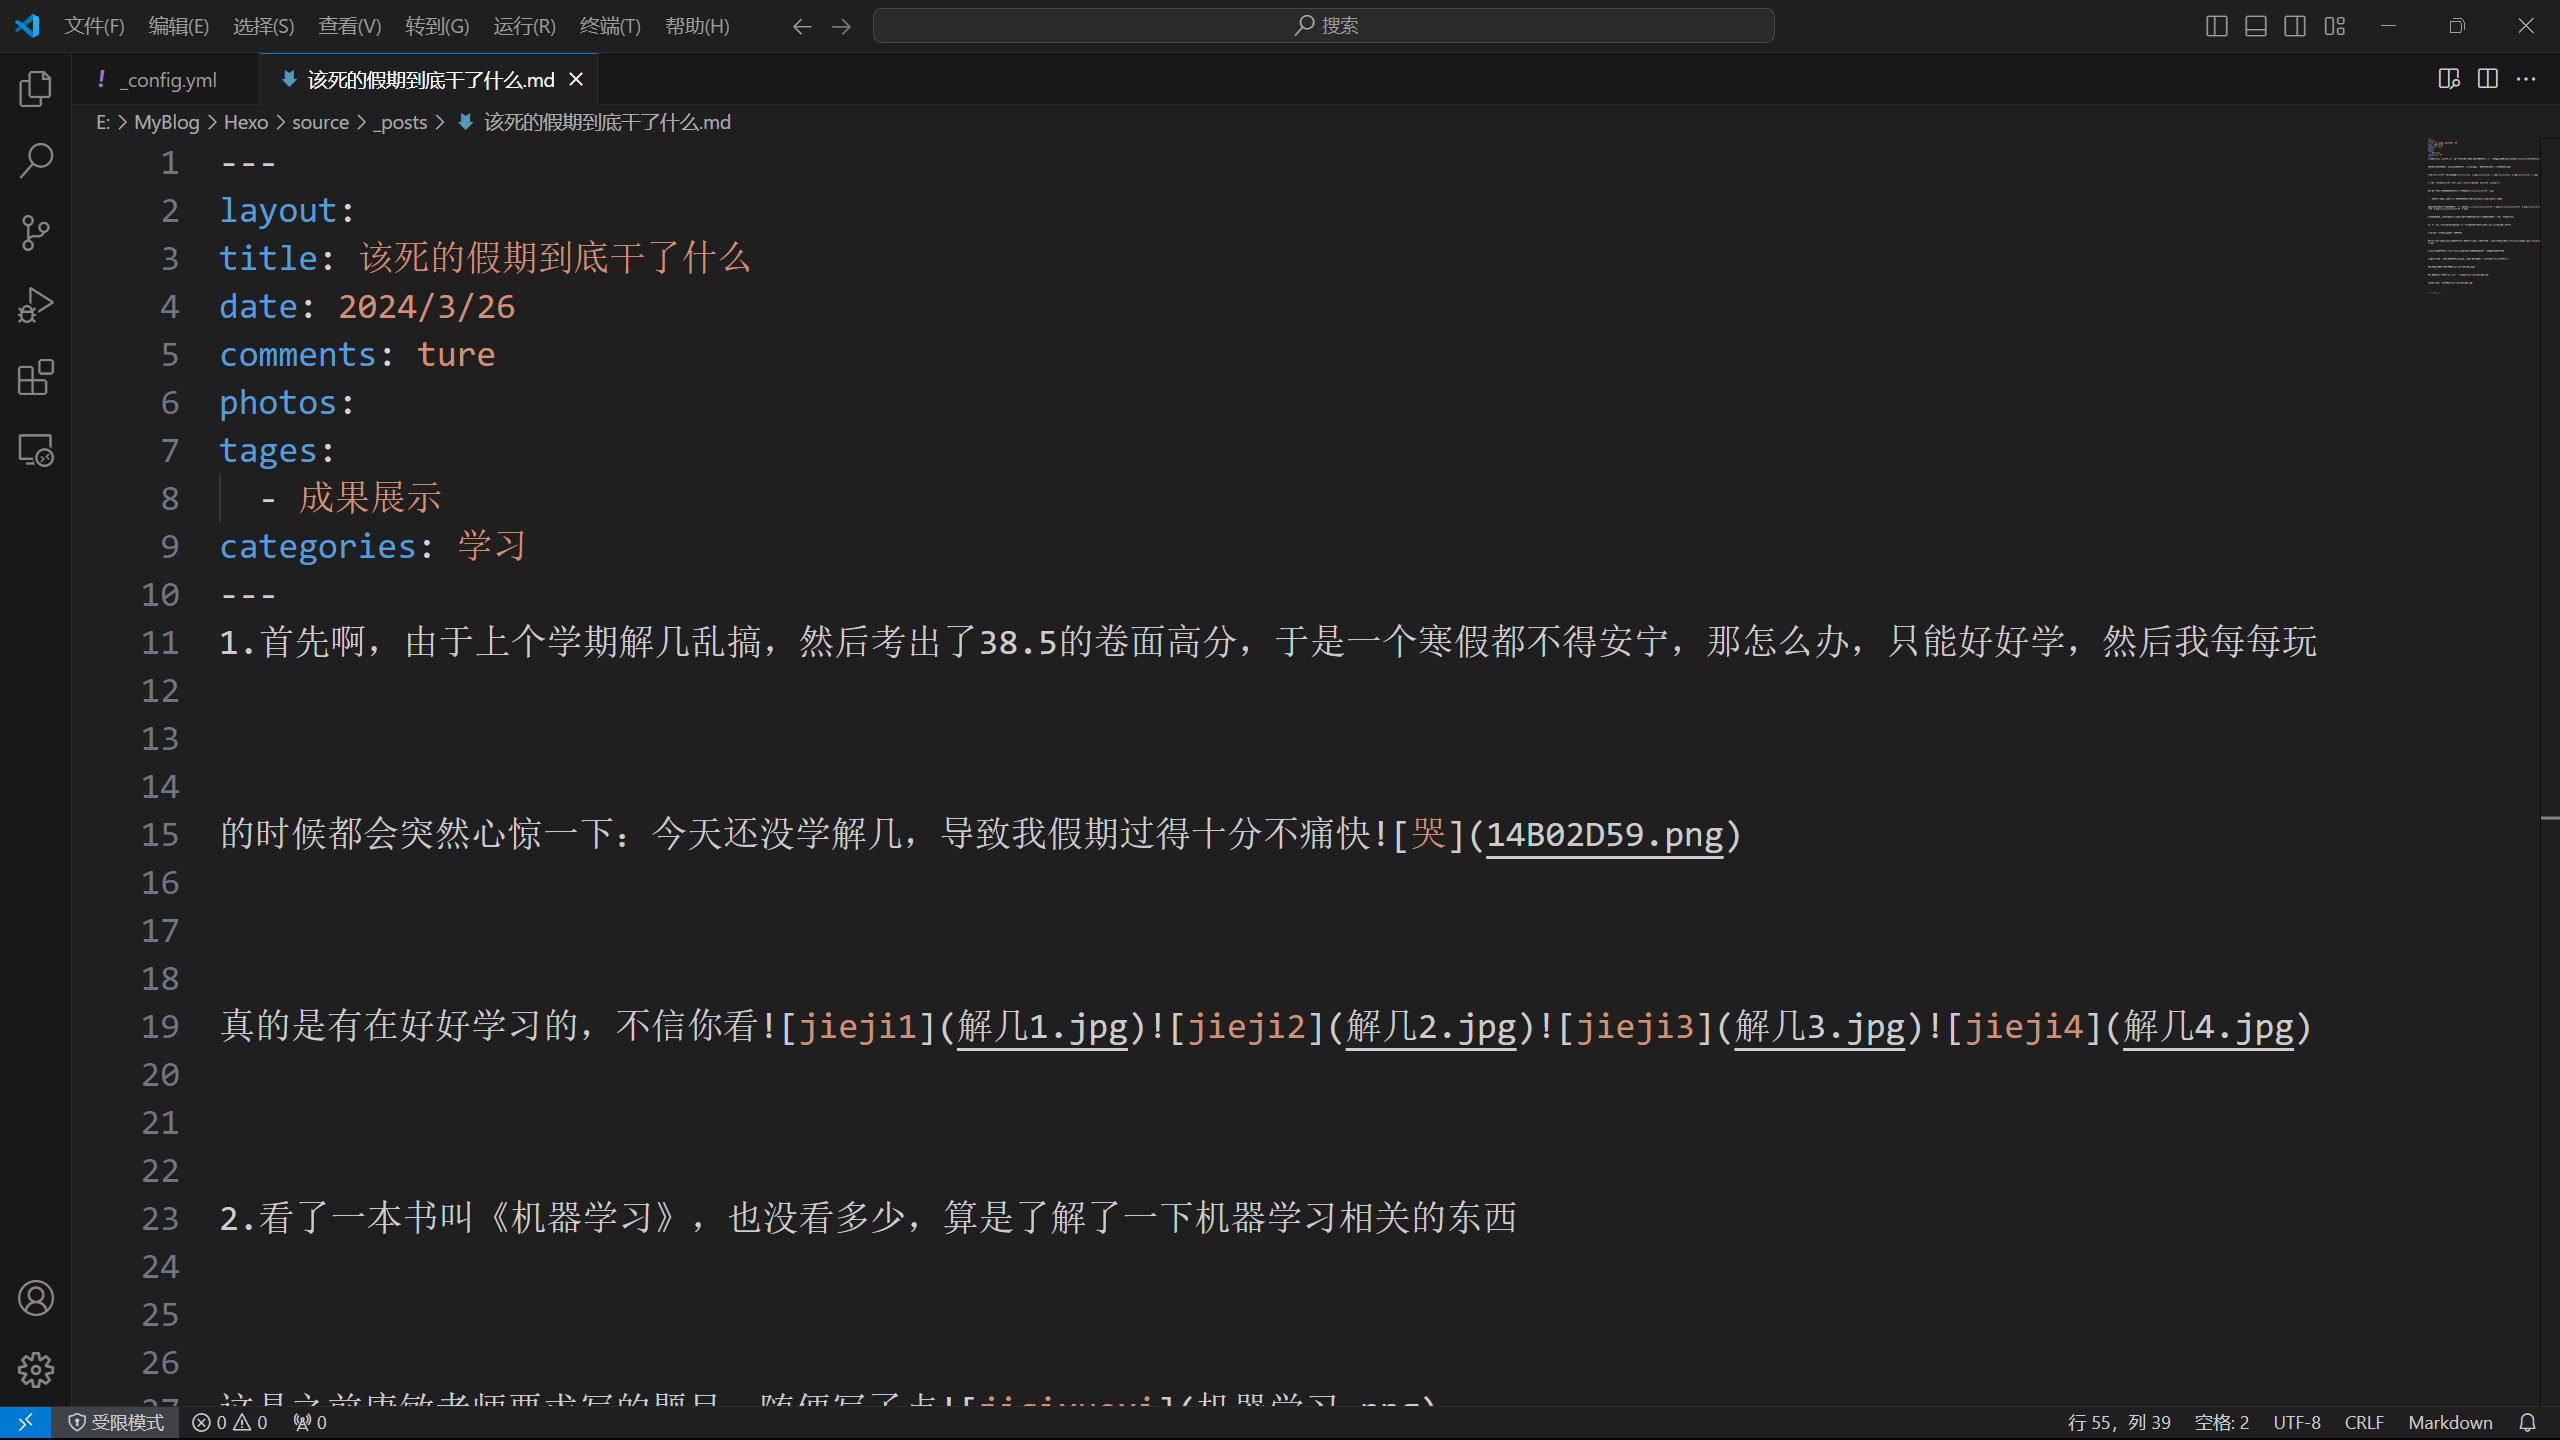 文件(F) 编辑(E) 选择(S) 查看(V) 转到(G) 运行(R) 终端(T) 帮助(H) 搜索
_config.yml 该死的假期到底干了什么.md
E: > MyBlog > Hexo > source > _posts > 该死的假期到底干了什么.md
1 ---
2 layout:
3 title: 该死的假期到底干了什么
4 date: 2024/3/26
5 comments: ture
6 photos:
7 tages:
8 - 成果展示
9 categories: 学习
10 ---
11 1.首先啊，由于上个学期解几乱搞，然后考出了38.5的卷面高分，于是一个寒假都不得安宁，那怎么办，只能好好学，然后我每每玩
12
13
14
15 的时候都会突然心惊一下：今天还没学解几，导致我假期过得十分不痛快![哭](14B02D59.png)
16
17
18
19 真的是有在好好学习的，不信你看![jieji1](解几1.jpg)![jieji2](解几2.jpg)![jieji3](解几3.jpg)![jieji4](解几4.jpg)
20
21
22
23 2.看了一本书叫《机器学习》，也没看多少，算是了解了一下机器学习相关的东西
24
25
26
受限模式 0 0 0 行 55，列 39 空格: 2 UTF-8 CRLF Markdown